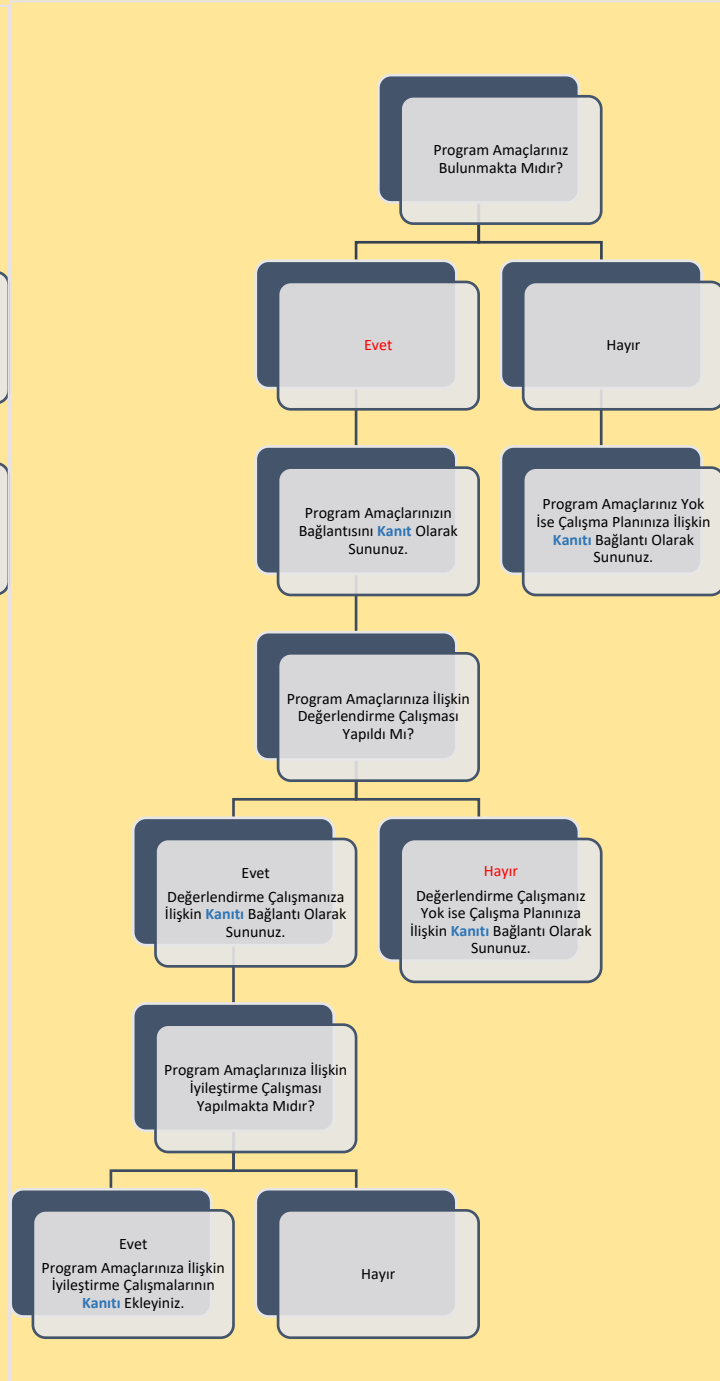 Program Amaçlarınız
Bulunmakta Mıdır?
Evet
Hayır
Program Amaçlarınızın
Bağlantısını Kanıt Olarak
Sununuz.
Program Amaçlarınız Yok
İse Çalışma Planınıza İlişkin
Kanıtı Bağlantı Olarak
Sununuz.
Program Amaçlarınıza İlişkin
Değerlendirme Çalışması
Yapıldı Mı?
Evet
Değerlendirme Çalışmanıza
İlişkin Kanıtı Bağlantı Olarak
Sununuz.
Hayır
Değerlendirme Çalışmanız
Yok ise Çalışma Planınıza
İlişkin Kanıtı Bağlantı Olarak
Sununuz.
Program Amaçlarınıza İlişkin
İyileştirme Çalışması
Yapılmakta Mıdır?
Evet
Program Amaçlarınıza İlişkin
İyileştirme Çalışmalarının
Kanıtı Ekleyiniz.
Hayır